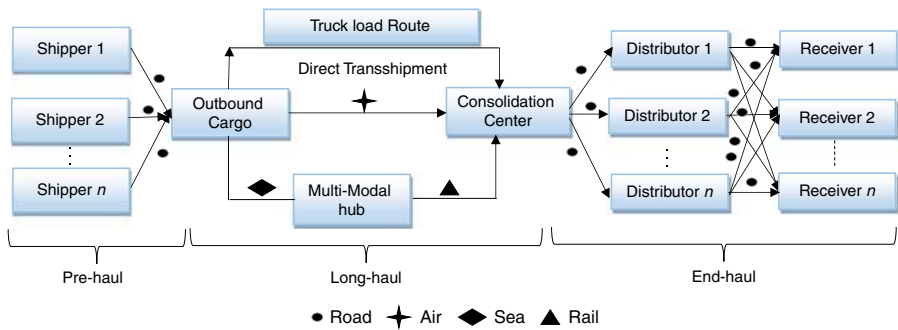 Truck load Route
Shipper 1
Shipper 2
Shipper n
Outbound
Cargo
Direct Transshipment
Multi-Modal
hub
Consolidation
Center
Distributor 1
Distributor 2
Distributor n
Receiver 1
Receiver 2
Receiver n
Pre-haul
Long-haul
End-haul
Road Air Sea Rail